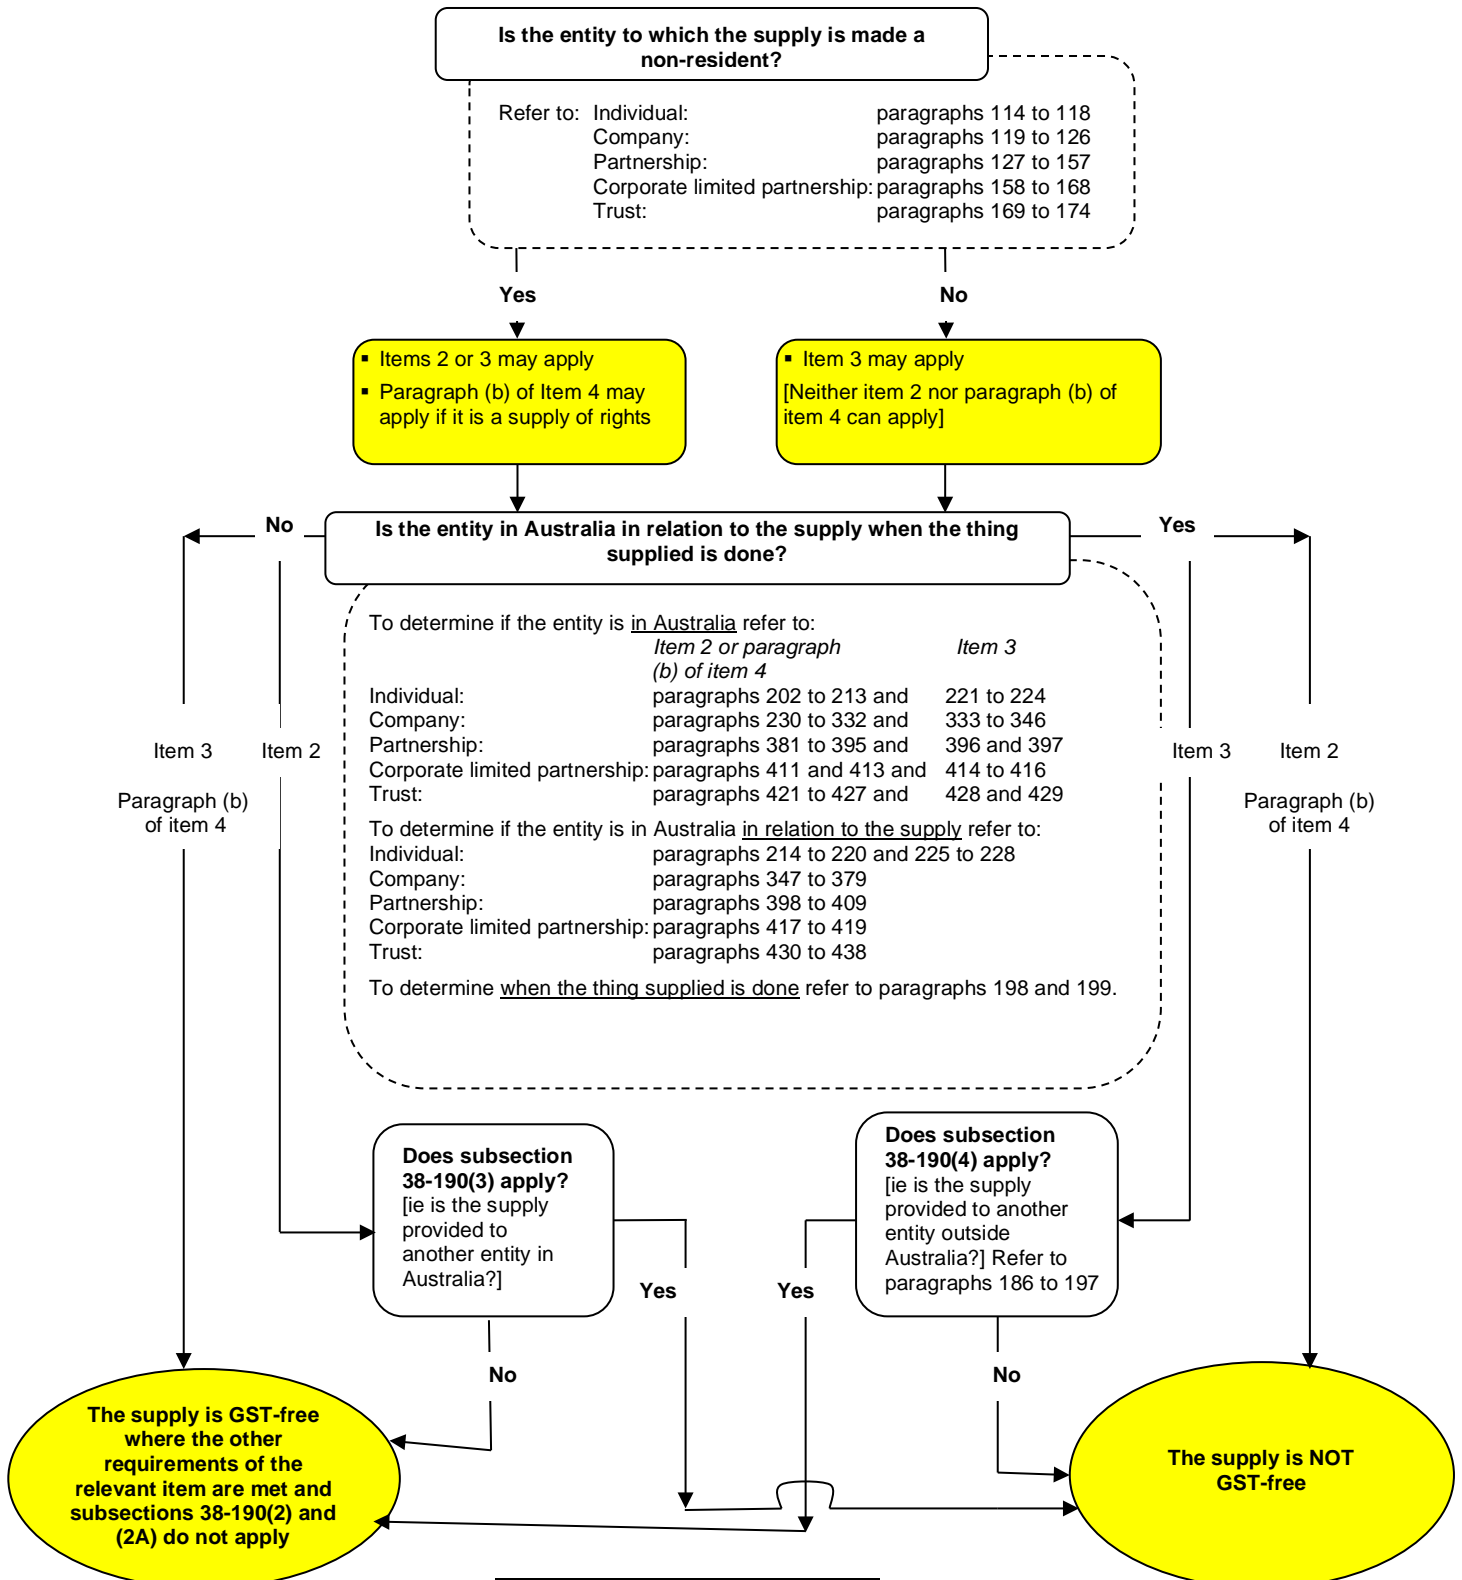 Is the entity to which the supply is made a
non-resident?
Refer to: Individual: paragraphs 114 to 118
Company: paragraphs 119 to 126
Partnership: paragraphs 127 to 157
Corporate limited partnership: paragraphs 158 to 168
Trust: paragraphs 169 to 174
Yes
No
▪ Items 2 or 3 may apply
▪ Paragraph (b) of Item 4 may
apply if it is a supply of rights
▪ Item 3 may apply
[Neither item 2 nor paragraph (b) of
item 4 can apply]
No
Is the entity in Australia in relation to the supply when the thing
supplied is done?
Yes
To determine if the entity is in Australia refer to:
Item 2 or paragraph Item 3
(b) of item 4
Individual: paragraphs 202 to 213 and 221 to 224
Company: paragraphs 230 to 332 and 333 to 346
Partnership: paragraphs 381 to 395 and 396 and 397
Corporate limited partnership: paragraphs 411 and 413 and 414 to 416
Trust: paragraphs 421 to 427 and 428 and 429
To determine if the entity is in Australia in relation to the supply refer to:
Individual: paragraphs 214 to 220 and 225 to 228
Company: paragraphs 347 to 379
Partnership: paragraphs 398 to 409
Corporate limited partnership: paragraphs 417 to 419
Trust: paragraphs 430 to 438
To determine when the thing supplied is done refer to paragraphs 198 and 199.
Item 3
Paragraph (b)
of item 4
Item 2
Item 3
Item 2
Paragraph (b)
of item 4
Does subsection
38-190(3) apply?
[ie is the supply
provided to
another entity in
Australia?]
Does subsection
38-190(4) apply?
[ie is the supply
provided to another
entity outside
Australia?] Refer to
paragraphs 186 to 197
Yes
Yes
No
No
The supply is GST-free
where the other
requirements of the
relevant item are met and
subsections 38-190(2) and
(2A) do not apply
The supply is NOT
GST-free